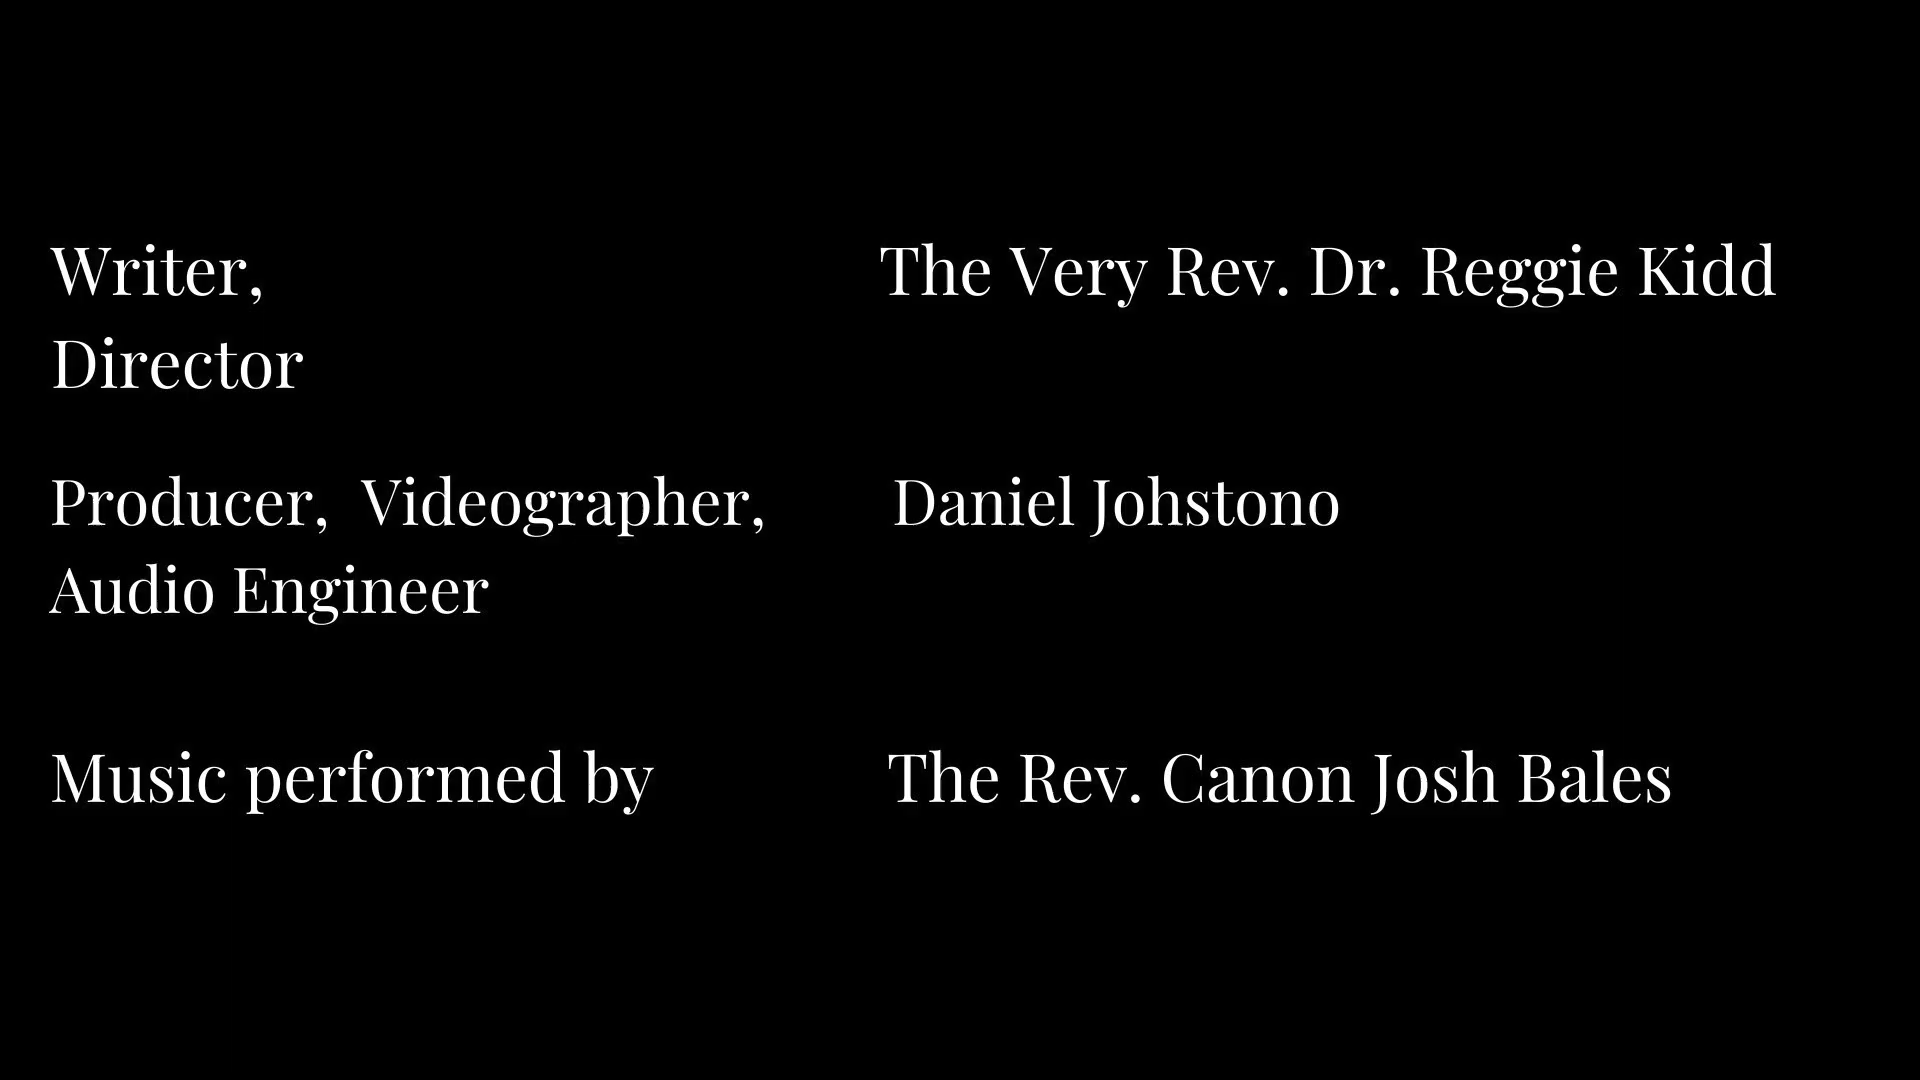 Writer, The Very Rev. Dr. Reggie Kidd
Director
Producer, Videographer, Daniel Johstono
Audio Engineer
Music performed by The Rev. Canon Josh Bales